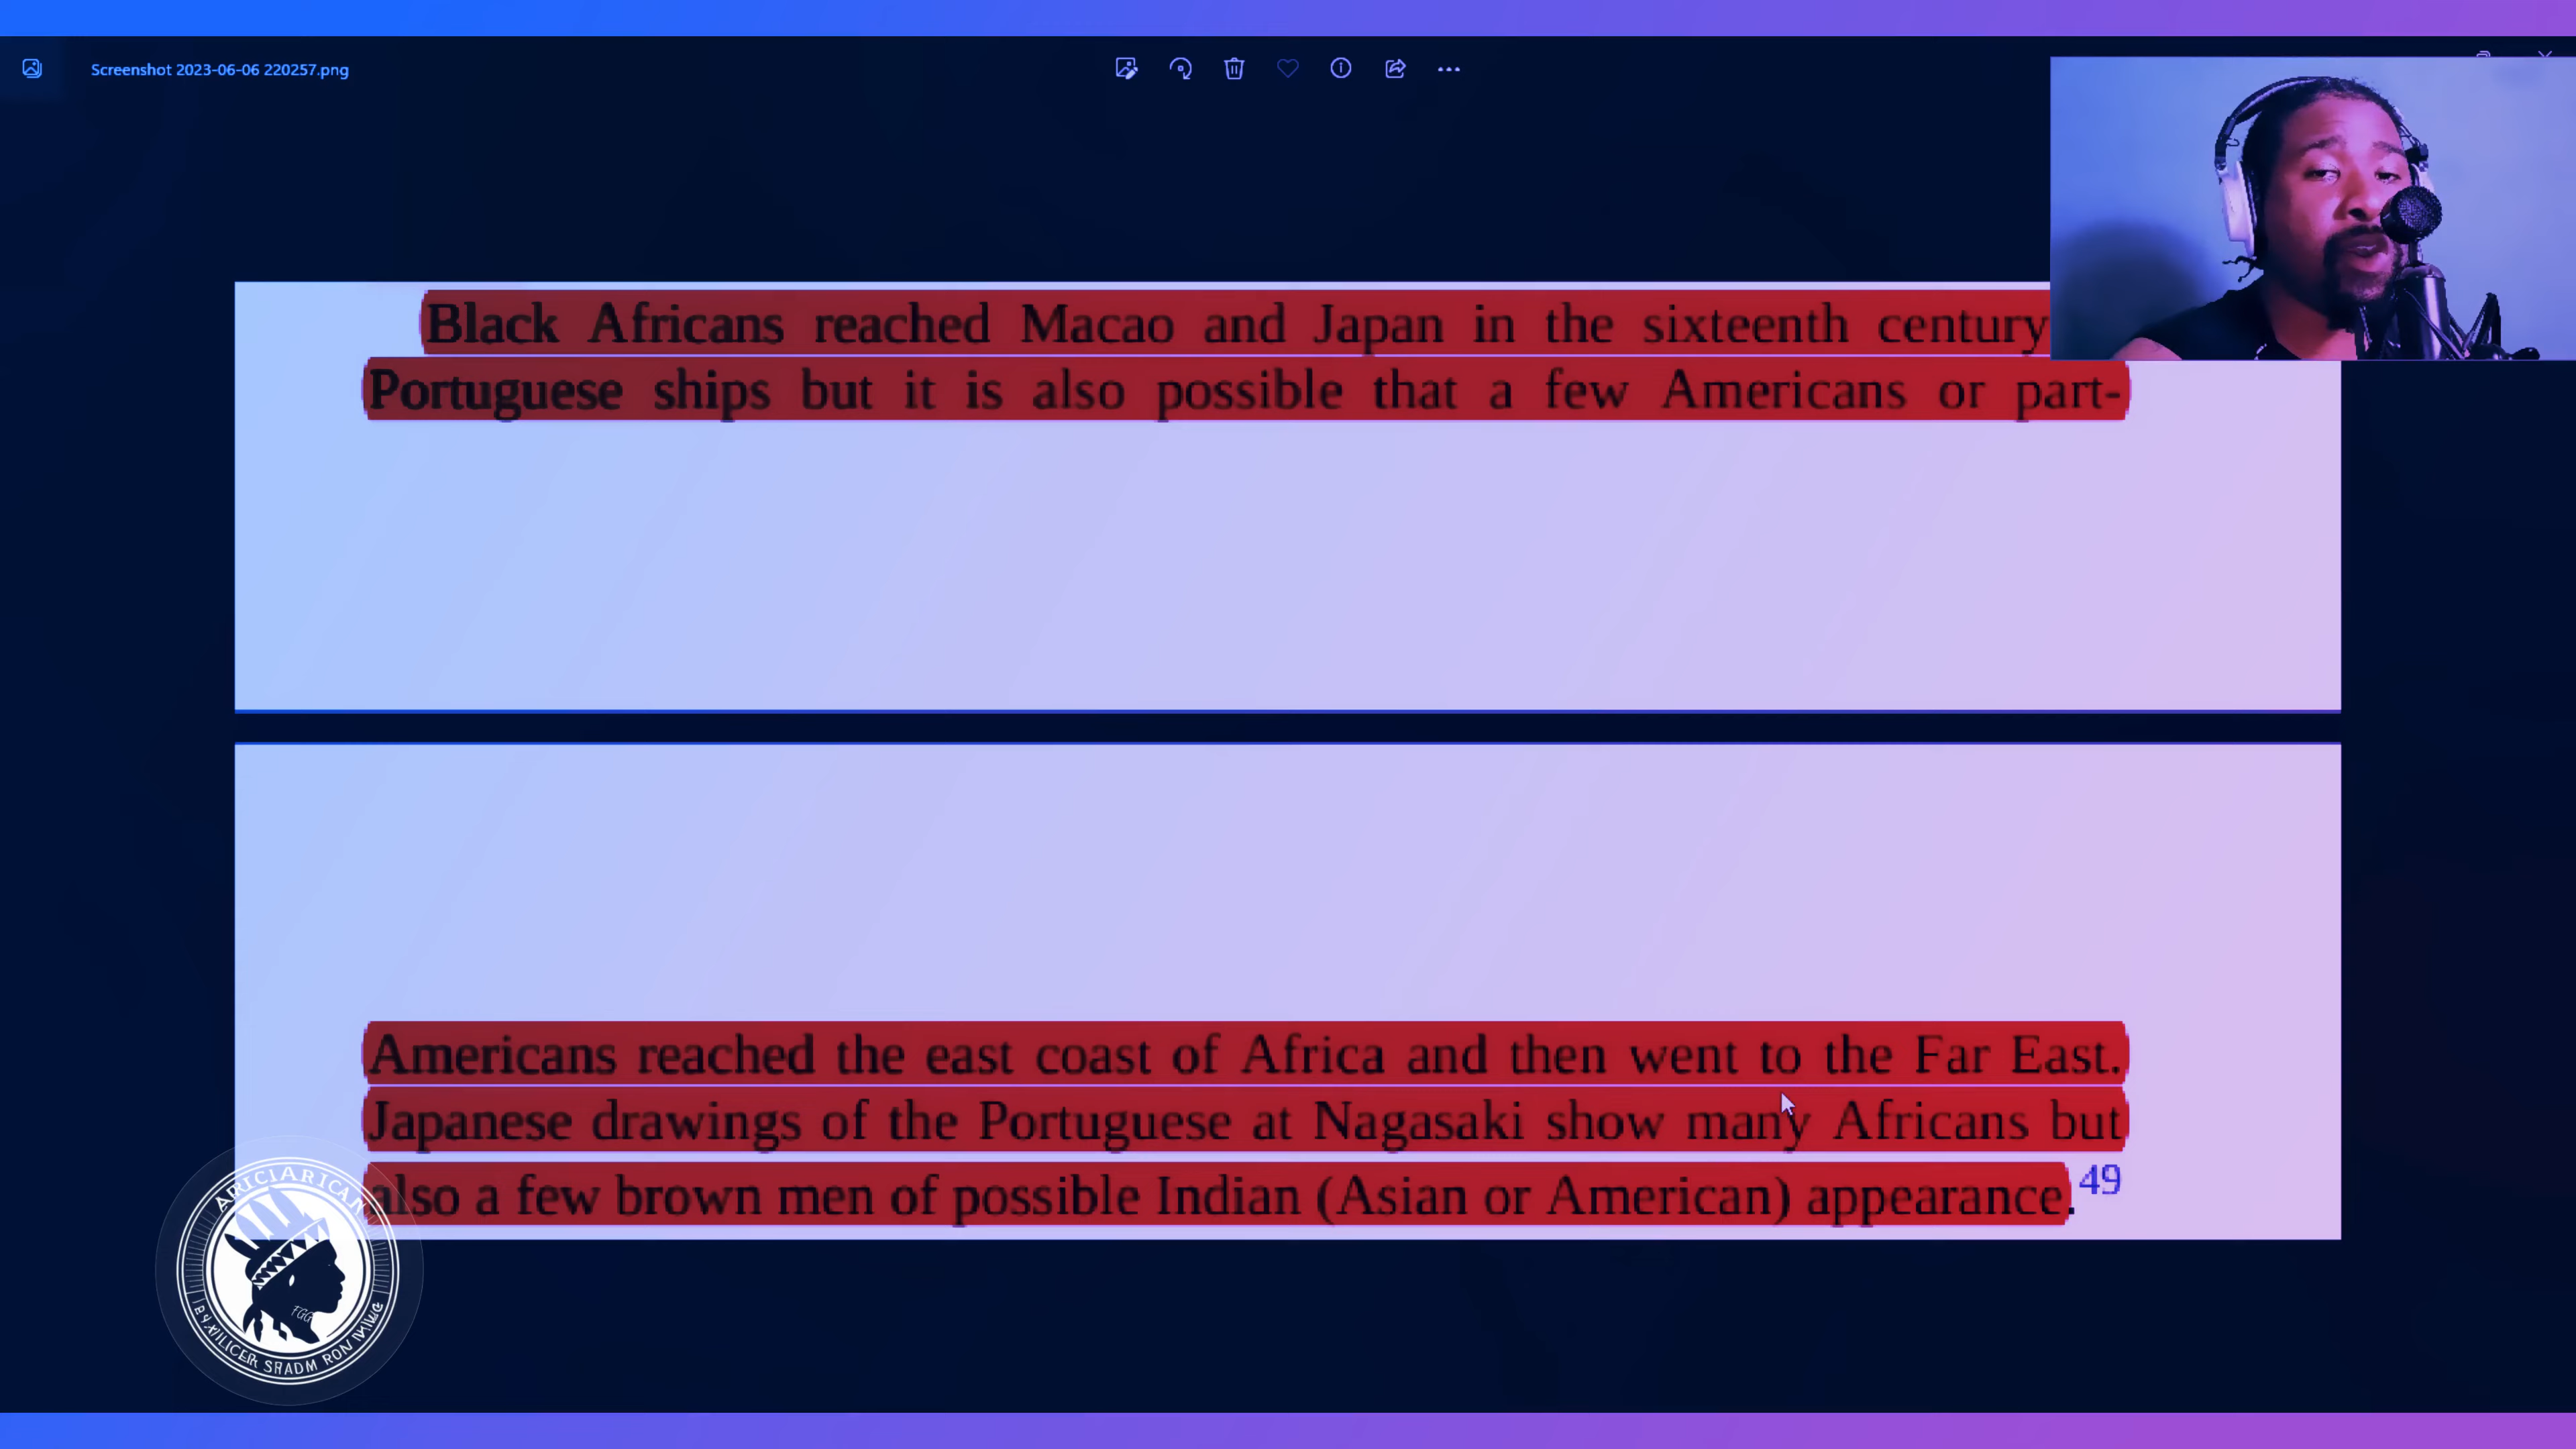 Screenshot 2023-06-06 220257.png
Black Africans reached Macao and Japan in the sixteenth century
Portuguese ships but it is also possible that a few Americans or part-
Americans reached the east coast of Africa and then went to the Far East.
Japanese drawings of the Portuguese at Nagasaki show many Africans but
also a few brown men of possible Indian (Asian or American) appearance.49
FGG